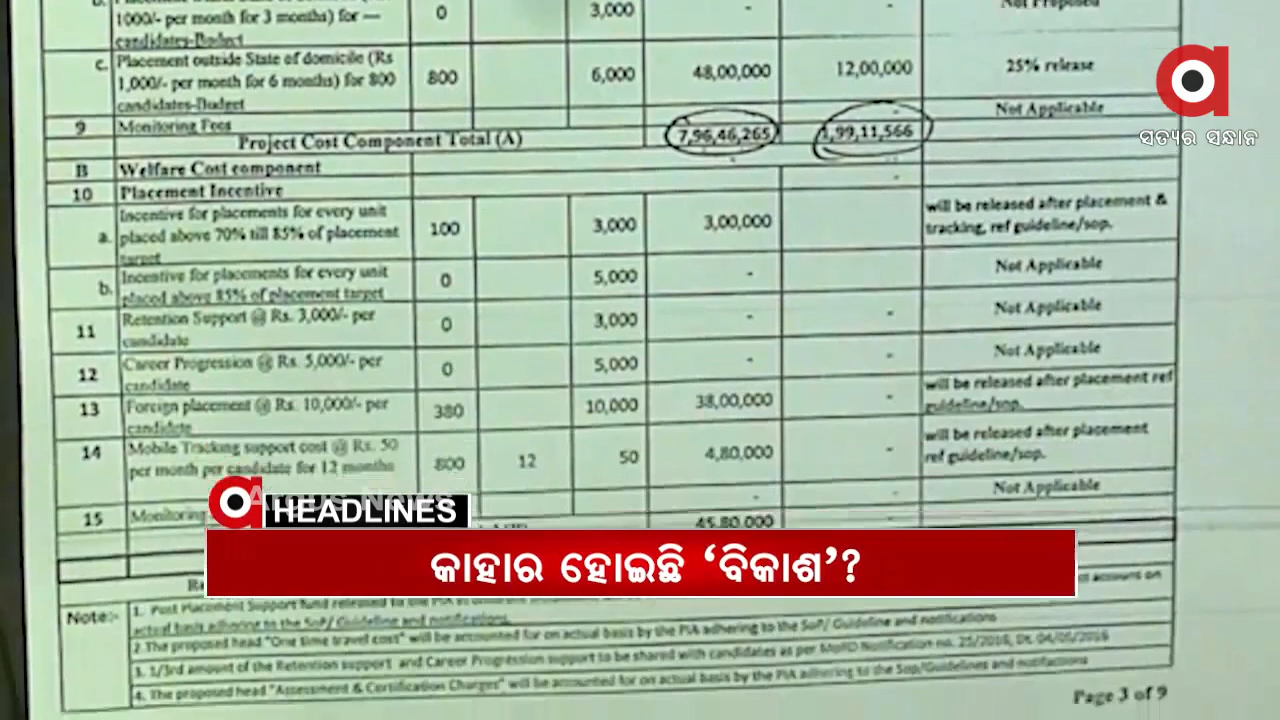 1000/- per month for 3 months) for —
candidates-Budget
0
3,000
-
-
Not Proposed
c. Placement outside State of domicile (Rs
1,000/- per month for 6 months) for 800
candidates-Budget
800
6,000
48,00,000
12,00,000
25% release
9 Monitoring Fees
Not Applicable
Project Cost Component Total (A)
7,96,46,265
1,99,11,566
B Welfare Cost component
-
10 Placement Incentive
-
a. Incentive for placements for every unit
placed above 70% till 85% of placement
target
100
3,000
3,00,000
will be released after placement &
tracking, ref guideline/sop.
b. Incentive for placements for every unit
placed above 85% of placement target
0
5,000
-
Not Applicable
11 Retention Support @ Rs. 3,000/- per
candidate
0
3,000
-
-
Not Applicable
12 Career Progression @ Rs. 5,000/- per
candidate
0
5,000
-
-
Not Applicable
13 Foreign placement @ Rs. 10,000/- per
candidate
380
10,000
38,00,000
-
will be released after placement ref
guideline/sop.
14 Mobile Tracking support cost @ Rs. 50
per month per candidate for 12 months
800
12
50
4,80,000
-
will be released after placement
ref guideline/sop.
15 Monitoring
-
-
Not Applicable
45,80,000
Note:-
1. Post Placement Support fund released to the PIA
actual basis adhering to the SoP/ Guideline and notifications.
account on
2.The proposed head "One time travel cost" will be accounted for on actual basis by the PIA adhering to the SoP/ Guideline and notifications
3. 1/3rd amount of the Retention support and Career Progression support to be shared with candidates as per MoRD Notification no. 25/2016, Dt. 04/05/2016
4. The proposed head "Assessment & Certification Charges" will be accounted for on actual basis by the PIA adhering to the Sop/Guidelines and notifications
Page 3 of 9
ସତ୍ୟର ସନ୍ଧାନ
Argus News
HEADLINES
କାହାର ହୋଇଛି ‘ବିକାଶ’?